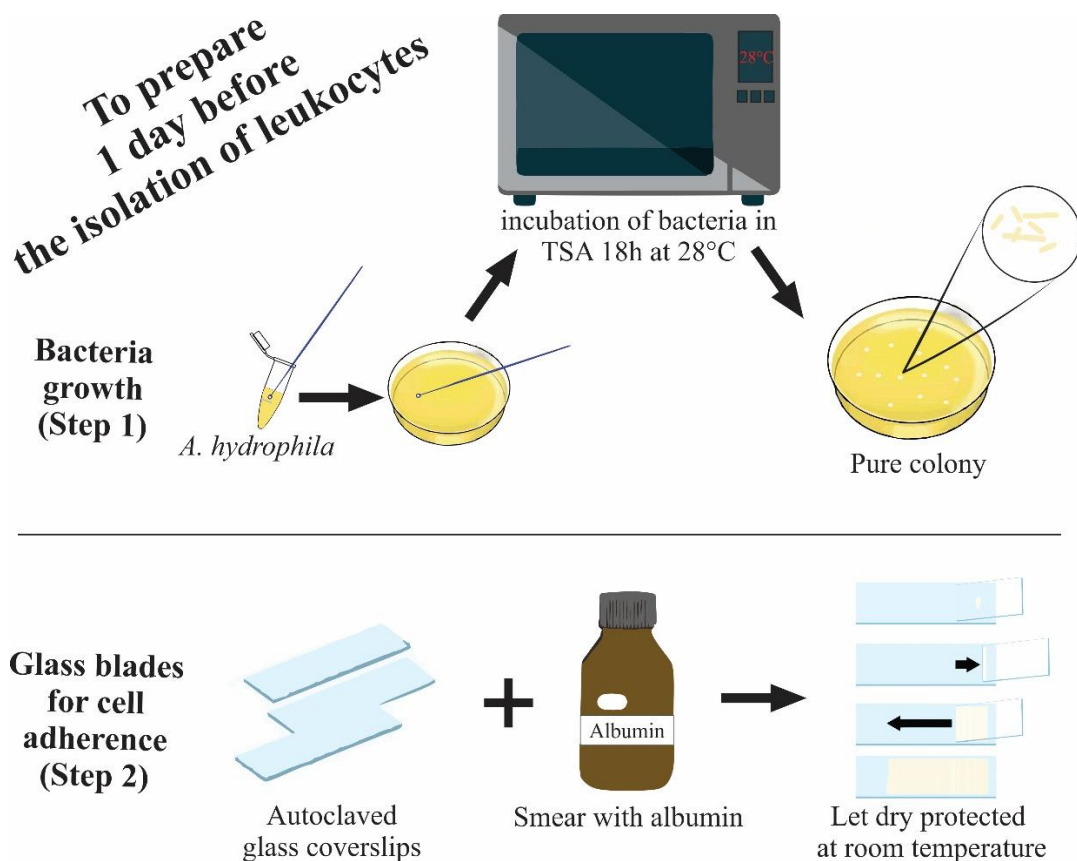 To prepare
1 day before
the isolation of leukocytes
28°C
incubation of bacteria in
TSA 18h at 28°C
Bacteria
growth
(Step 1)
A. hydrophila
Pure colony
Glass blades
for cell
adherence
(Step 2)
+
Albumin
Autoclaved
glass coverslips
Smear with albumin
Let dry protected
at room temperature